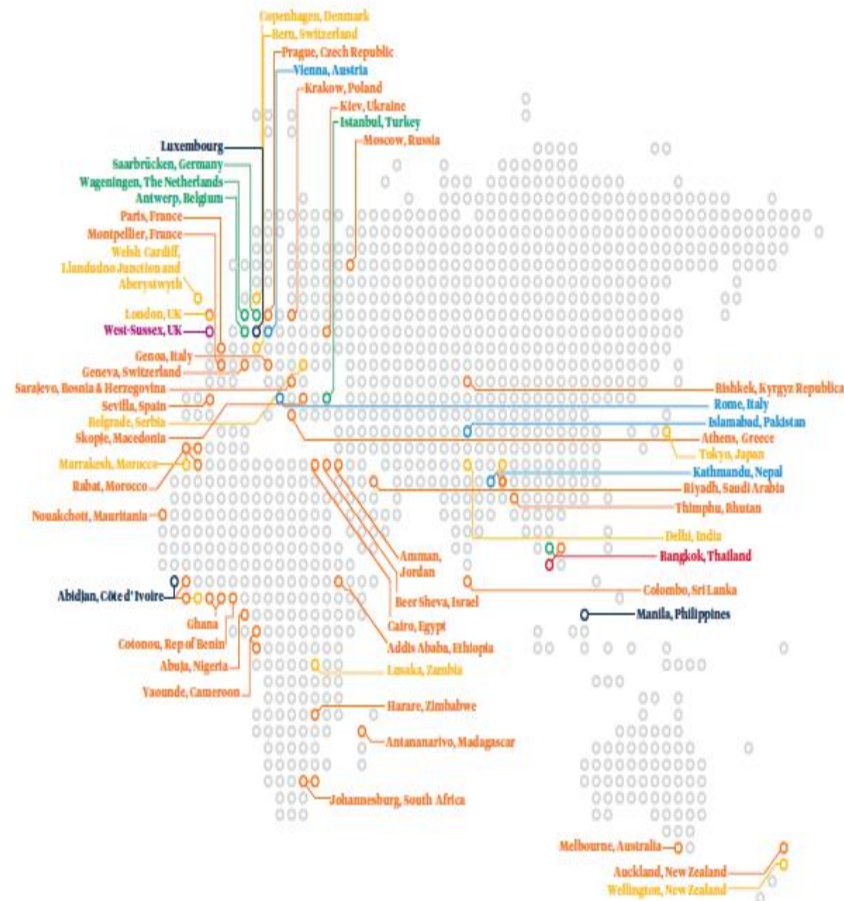 Copenhagen, Denmark
Bern, Switzerland
Prague, Czech Republic
Vienna, Austria
Krakow, Poland
Kiev, Ukraine
Istanbul, Turkey
Moscow, Russia
Luxembourg
Saarbrücken, Germany
Wageningen, The Netherlands
Antwerp, Belgium
Paris, France
Montpellier, France
Welsh Cardiff,
Llandudno Junction and
Aberystwyth
London, UK
West-Sussex, UK
Genoa, Italy
Geneva, Switzerland
Sarajevo, Bosnia & Herzegovina
Sevilla, Spain
Belgrade, Serbia
Skopje, Macedonia
Marrakesh, Morocco
Rabat, Morocco
Nouakchott, Mauritania
Bishkek, Kyrgyz Republica
Rome, Italy
Islamabad, Pakistan
Athens, Greece
Tokyo, Japan
Kathmandu, Nepal
Riyadh, Saudi Arabia
Thimphu, Bhutan
Delhi, India
Bangkok, Thailand
Colombo, Sri Lanka
Manila, Philippines
Amman,
Jordan
Beer Sheva, Israel
Cairo, Egypt
Addis Ababa, Ethiopia
Abidjan, Côte d' Ivoire
Ghana
Cotonou, Rep of Benin
Abuja, Nigeria
Yaounde, Cameroon
Lusaka, Zambia
Harare, Zimbabwe
Antananarivo, Madagascar
Johannesburg, South Africa
Melbourne, Australia
Auckland, New Zealand
Wellington, New Zealand